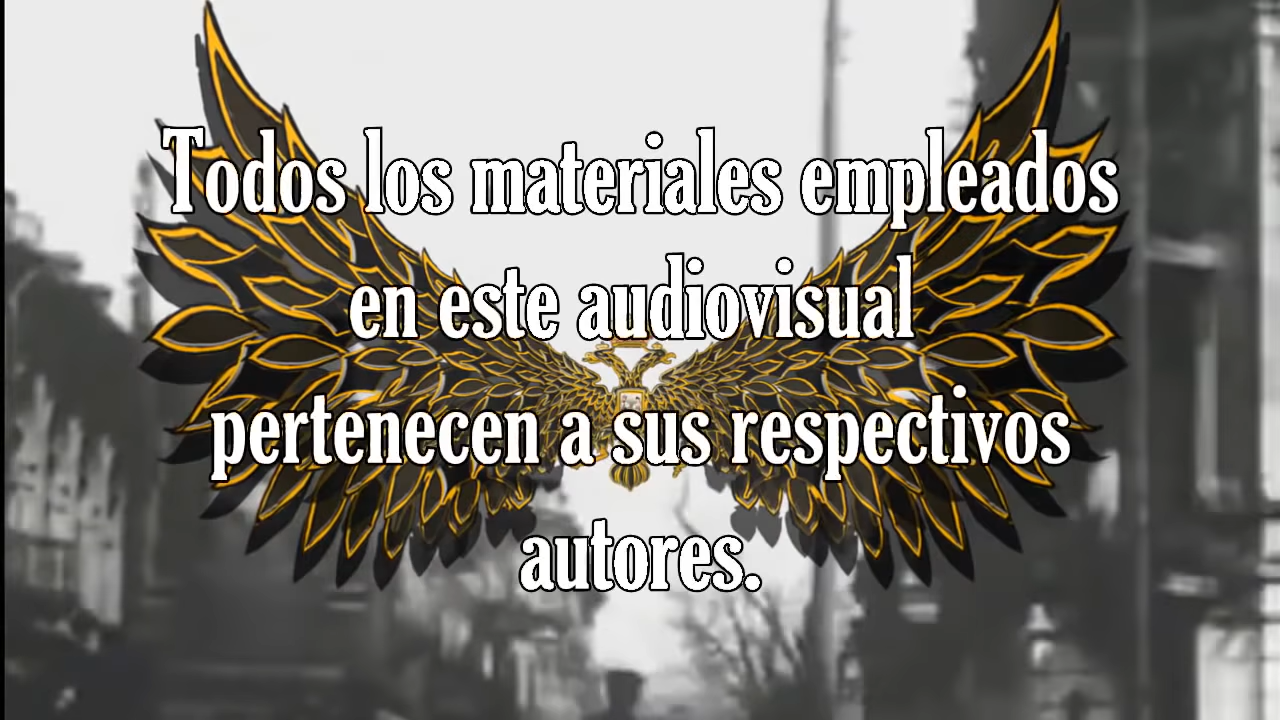 Todos los materiales empleados
en este audiovisual
pertenecen a sus respectivos
autores.